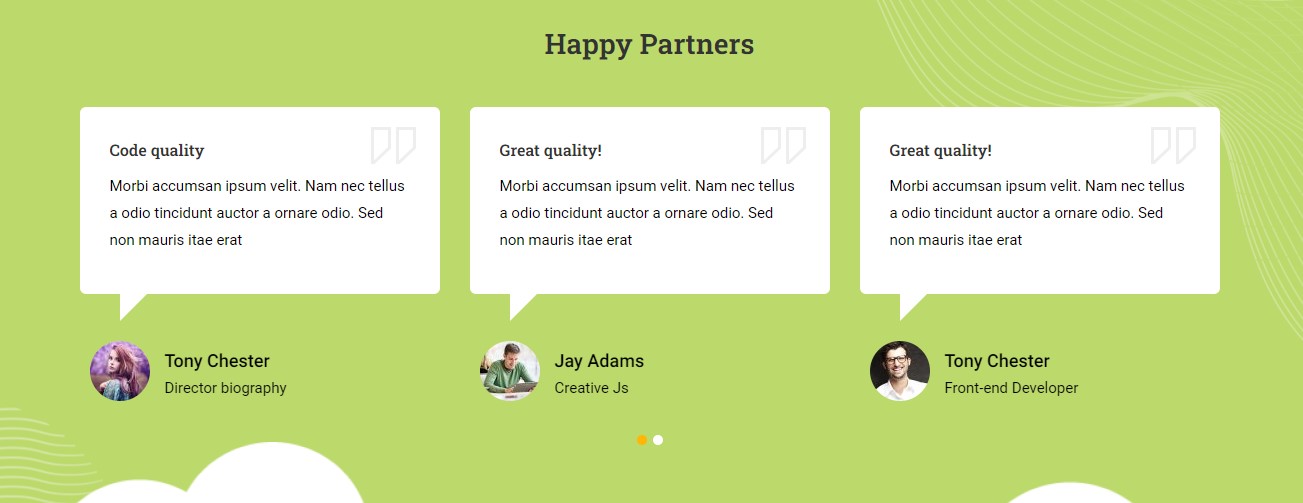 Happy Partners
Code quality
Morbi accumsan ipsum velit. Nam nec tellus
a odio tincidunt auctor a ornare odio. Sed
non mauris itae erat
Tony Chester
Director biography
Great quality!
Morbi accumsan ipsum velit. Nam nec tellus
a odio tincidunt auctor a ornare odio. Sed
non mauris itae erat
Jay Adams
Creative Js
Great quality!
Morbi accumsan ipsum velit. Nam nec tellus
a odio tincidunt auctor a ornare odio. Sed
non mauris itae erat
Tony Chester
Front-end Developer